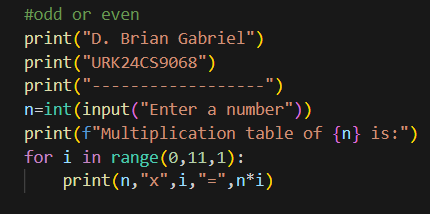 #odd or even
print("D. Brian Gabriel")
print("URK24CS9068")
print("------------------")
n=int(input("Enter a number"))
print(f"Multiplication table of {n} is:")
for i in range(0,11,1):
    print(n,"x",i,"=",n*i)